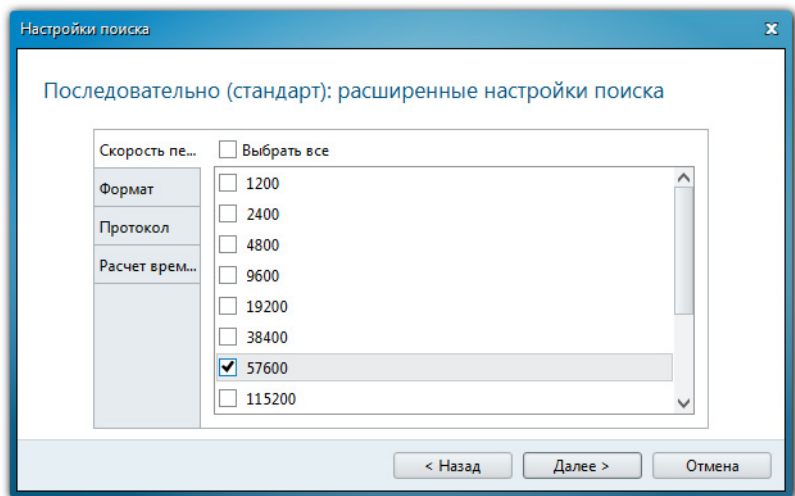 Настройки поиска
Последовательно (стандарт): расширенные настройки поиска
Скорость пе...
Выбрать все
Формат
Протокол
Расчет врем...
1200
2400
4800
9600
19200
38400
57600
115200
< Назад
Далее >
Отмена